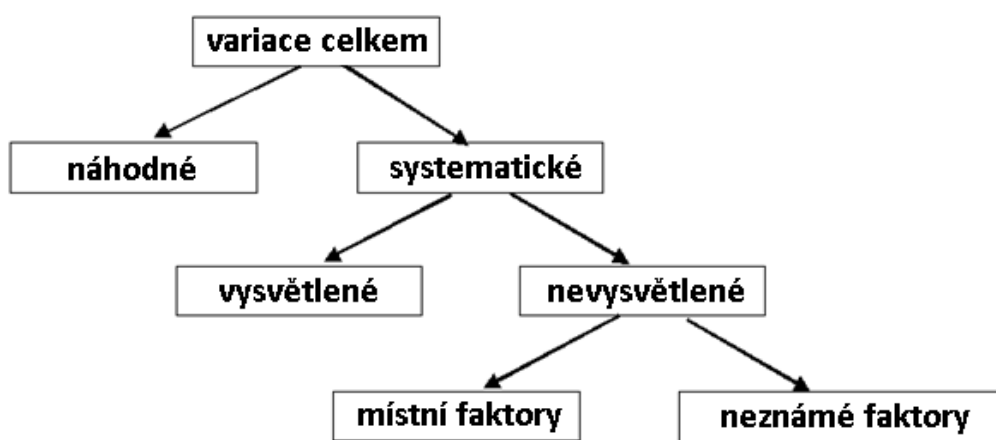 variace celkem
náhodné
systematické
vysvětlené
nevysvětlené
místní faktory
neznámé faktory